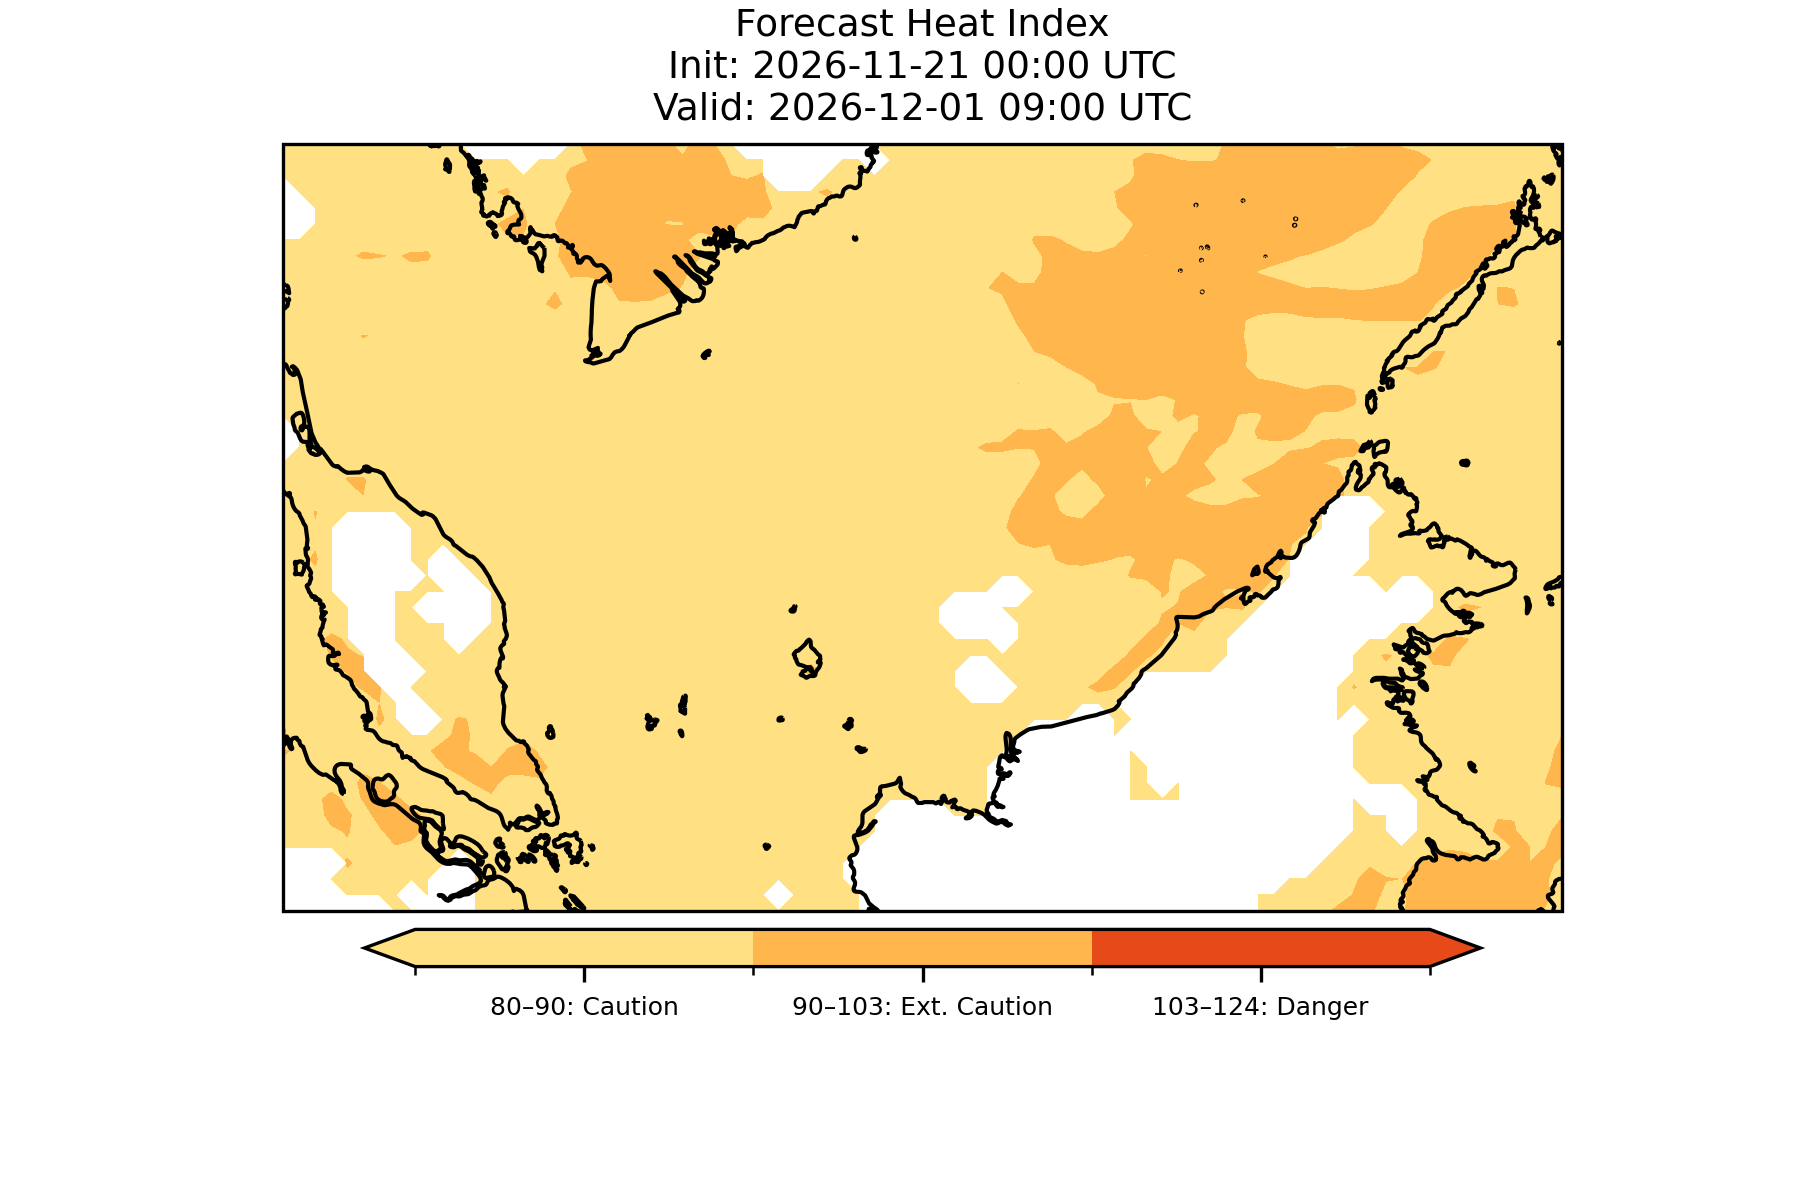 Forecast Heat Index
Init: 2026-11-21 00:00 UTC
Valid: 2026-12-01 09:00 UTC
80–90: Caution
90–103: Ext. Caution
103–124: Danger